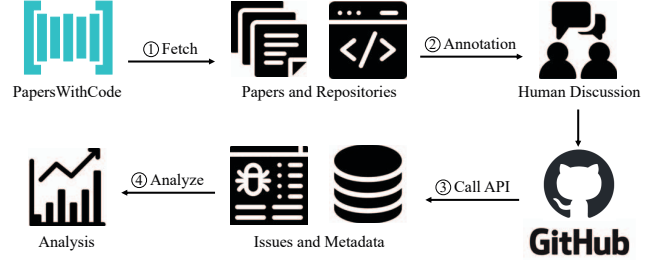 ① Fetch
② Annotation
PapersWithCode
Papers and Repositories
Human Discussion
④ Analyze
③ Call API
Analysis
Issues and Metadata
GitHub